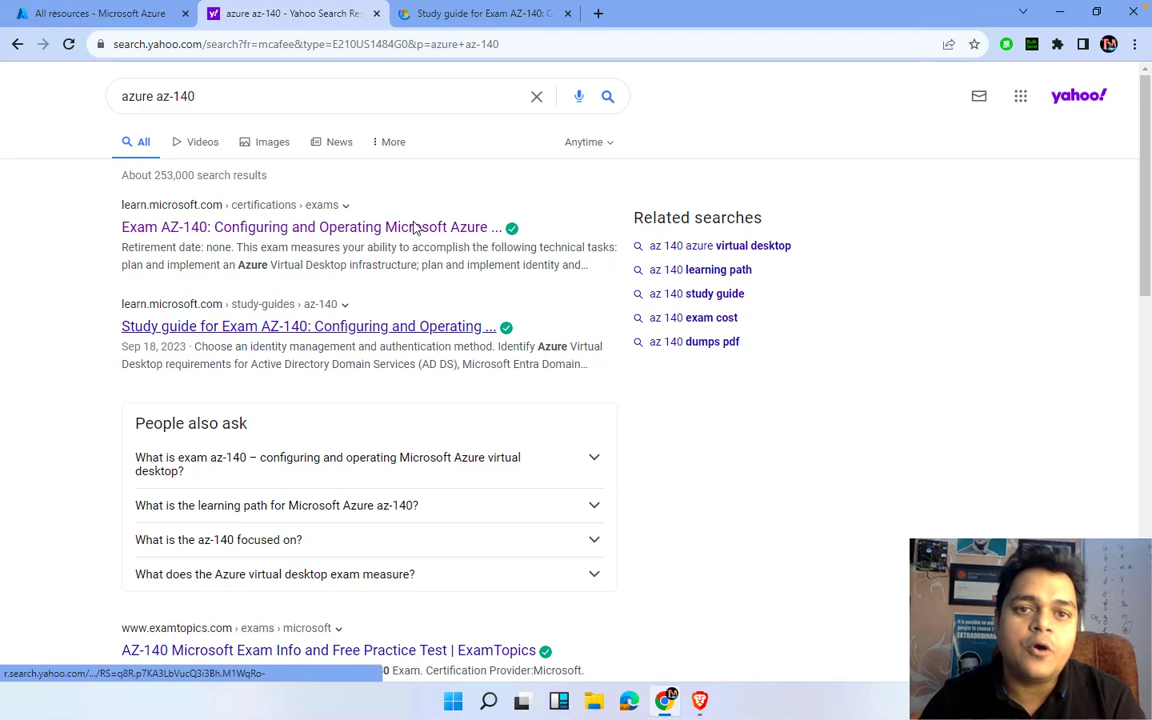 All resources - Microsoft Azure
azure az-140 - Yahoo Search Res
Study guide for Exam AZ-140: C
search.yahoo.com/search?fr=mcafee&type=E210US1484G0&p=azure+az-140
azure az-140
yahoo!
All
Videos
Images
News
More
Anytime
About 253,000 search results
learn.microsoft.com › certifications › exams
Exam AZ-140: Configuring and Operating Microsoft Azure ...
Retirement date: none. This exam measures your ability to accomplish the following technical tasks:
plan and implement an Azure Virtual Desktop infrastructure; plan and implement identity and...
learn.microsoft.com › study-guides › az-140
Study guide for Exam AZ-140: Configuring and Operating ...
Sep 18, 2023 · Choose an identity management and authentication method. Identify Azure Virtual
Desktop requirements for Active Directory Domain Services (AD DS), Microsoft Entra Domain...
People also ask
What is exam az-140 – configuring and operating Microsoft Azure virtual
desktop?
What is the learning path for Microsoft Azure az-140?
What is the az-140 focused on?
What does the Azure virtual desktop exam measure?
www.examtopics.com › exams › microsoft
AZ-140 Microsoft Exam Info and Free Practice Test | ExamTopics
0 Exam. Certification Provider:Microsoft.
r.search.yahoo.com/.../RS=q8R.p7KA3LbVucQ3i3Bh.M1WqRo-
Related searches
az 140 azure virtual desktop
az 140 learning path
az 140 study guide
az 140 exam cost
az 140 dumps pdf
EXTRAORDINAR